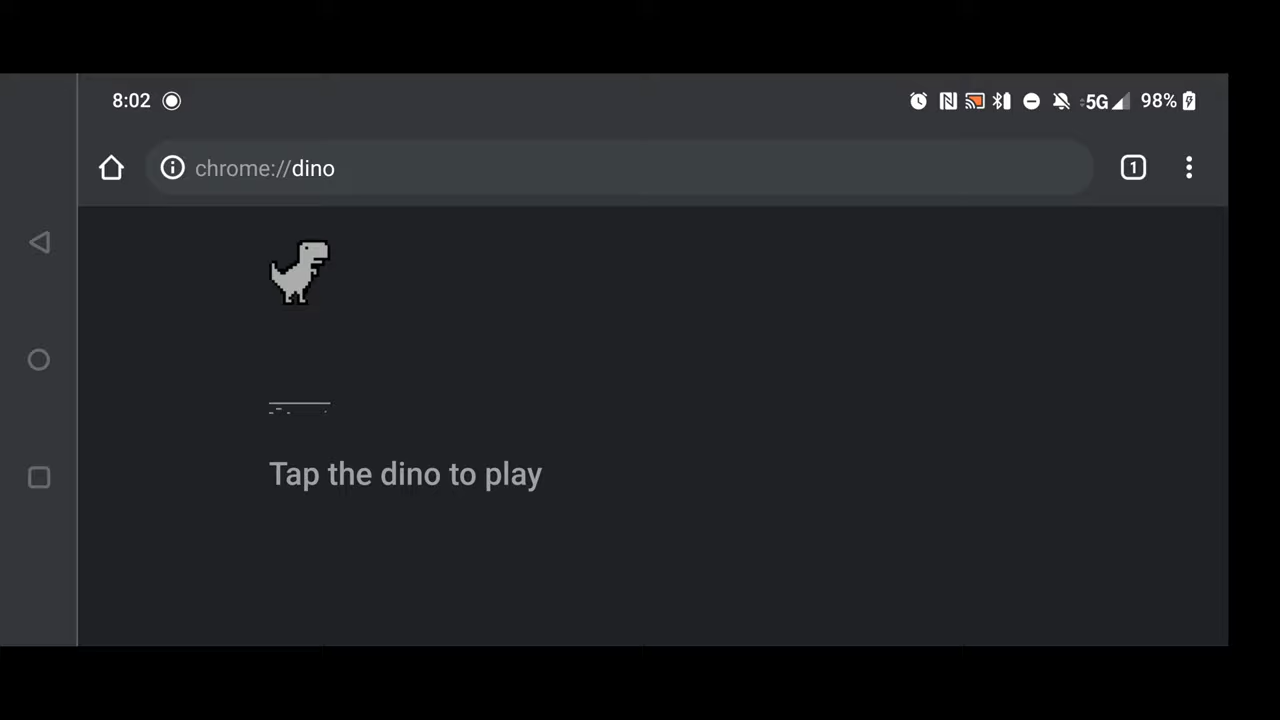 8:02
5G
98%
chrome://dino
1
Tap the dino to play